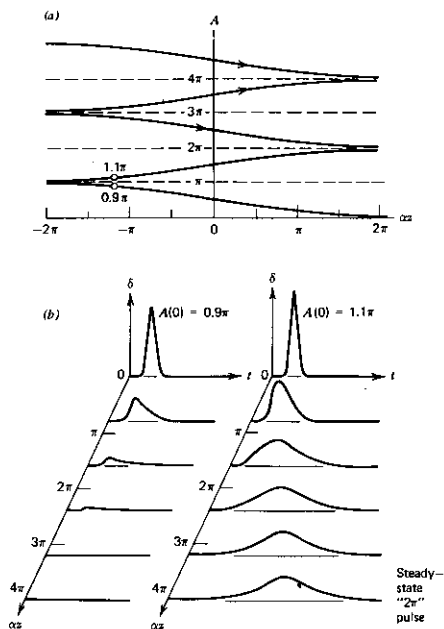 (a)
A
4π
3π
2π
1.1π
π
0.9π
−2π
−π
0
π
2π
αz
(b)
δ
A(0) = 0.9π
δ
A(0) = 1.1π
0
t
0
t
π
π
2π
2π
3π
3π
4π
αz
4π
αz
Steady–
state
"2π"
pulse